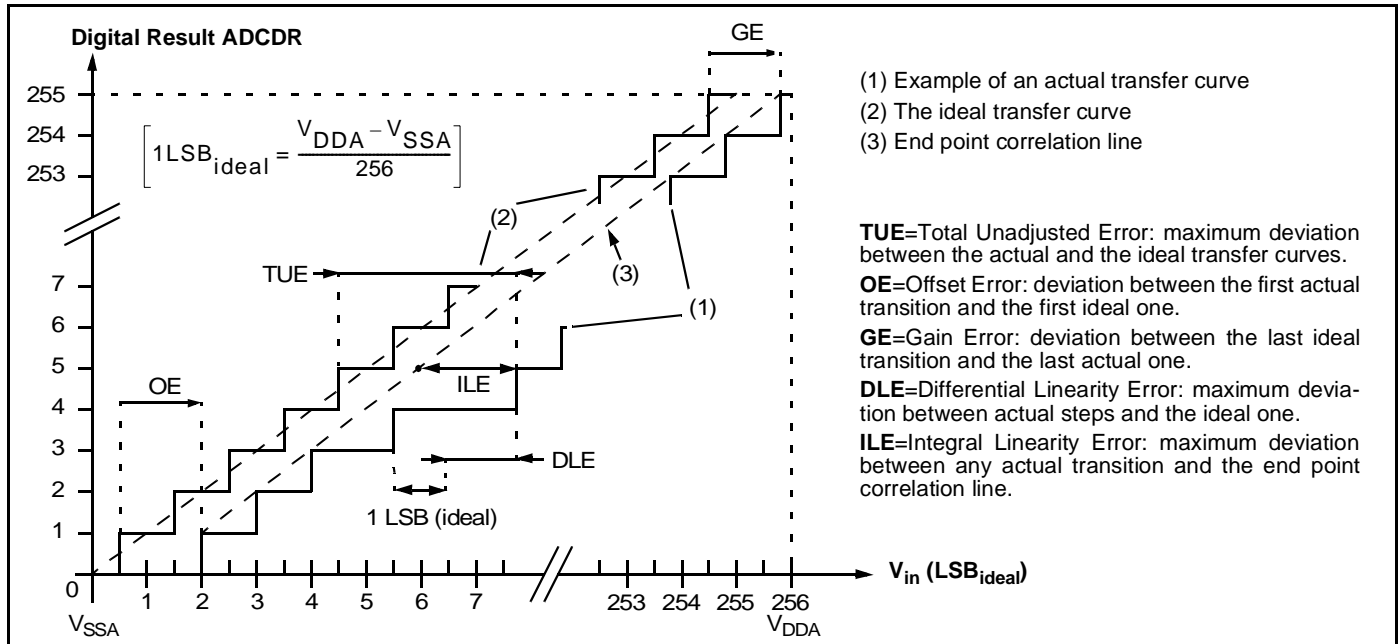 Digital Result ADCDR
GE
255
254
253
1LSB ideal = V DDA – V SSA
256
(1) Example of an actual transfer curve
(2) The ideal transfer curve
(3) End point correlation line
(2)
TUE
(3)
(1)
7
6
5
4
3
2
1
0
OE
ILE
DLE
1 LSB (ideal)
TUE=Total Unadjusted Error: maximum deviation
between the actual and the ideal transfer curves.
OE=Offset Error: deviation between the first actual
transition and the first ideal one.
GE=Gain Error: deviation between the last ideal
transition and the last actual one.
DLE=Differential Linearity Error: maximum devia-
tion between actual steps and the ideal one.
ILE=Integral Linearity Error: maximum deviation
between any actual transition and the end point
correlation line.
Vin (LSBideal)
1 2 3 4 5 6 7 253 254 255 256
VSSA VDDA